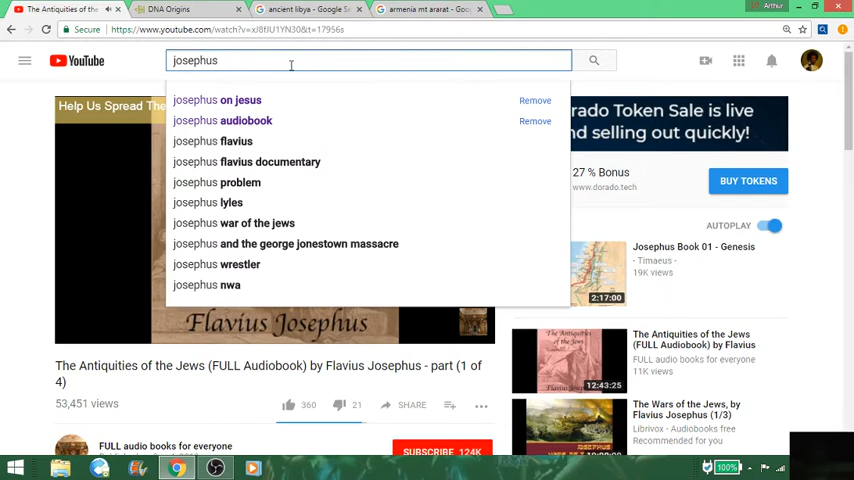 The Antiquities of the
DNA Origins
ancient libya - Google Se
armenia mt ararat - Goog
Arthur
Secure
https://www.youtube.com/watch?v=xJ8fIU1YN30&t=17956s
YouTube
josephus
Help Us Spread The
josephus on jesus
Remove
josephus audiobook
Remove
josephus flavius
josephus flavius documentary
josephus problem
josephus lyles
josephus war of the jews
josephus and the george jonestown massacre
josephus wrestler
josephus nwa
Flavius Josephus
The Antiquities of the Jews (FULL Audiobook) by Flavius Josephus - part (1 of
4)
53,451 views
360
21
SHARE
FULL audio books for everyone
SUBSCRIBE 124K
orado Token Sale is live
nd selling out quickly!
27 % Bonus
www.dorado.tech
BUY TOKENS
AUTOPLAY
Josephus Book 01 - Genesis
- Timaeus -
19K views
2:17:00
The Antiquities of the Jews
(FULL Audiobook) by Flavius
FULL audio books for everyone
11K views
12:43:25
The Wars of the Jews, by
Flavius Josephus (1/3)
Librivox - Audiobooks free
Recommended for you
100%